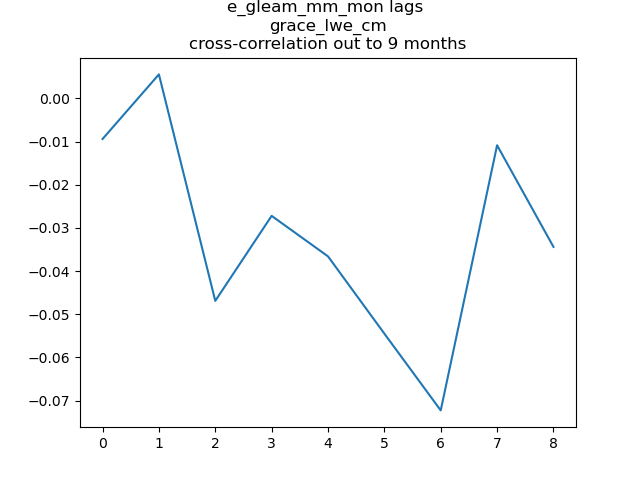 e_gleam_mm_mon lags
grace_lwe_cm
cross-correlation out to 9 months
0.00
−0.01
−0.02
−0.03
−0.04
−0.05
−0.06
−0.07
0 1 2 3 4 5 6 7 8